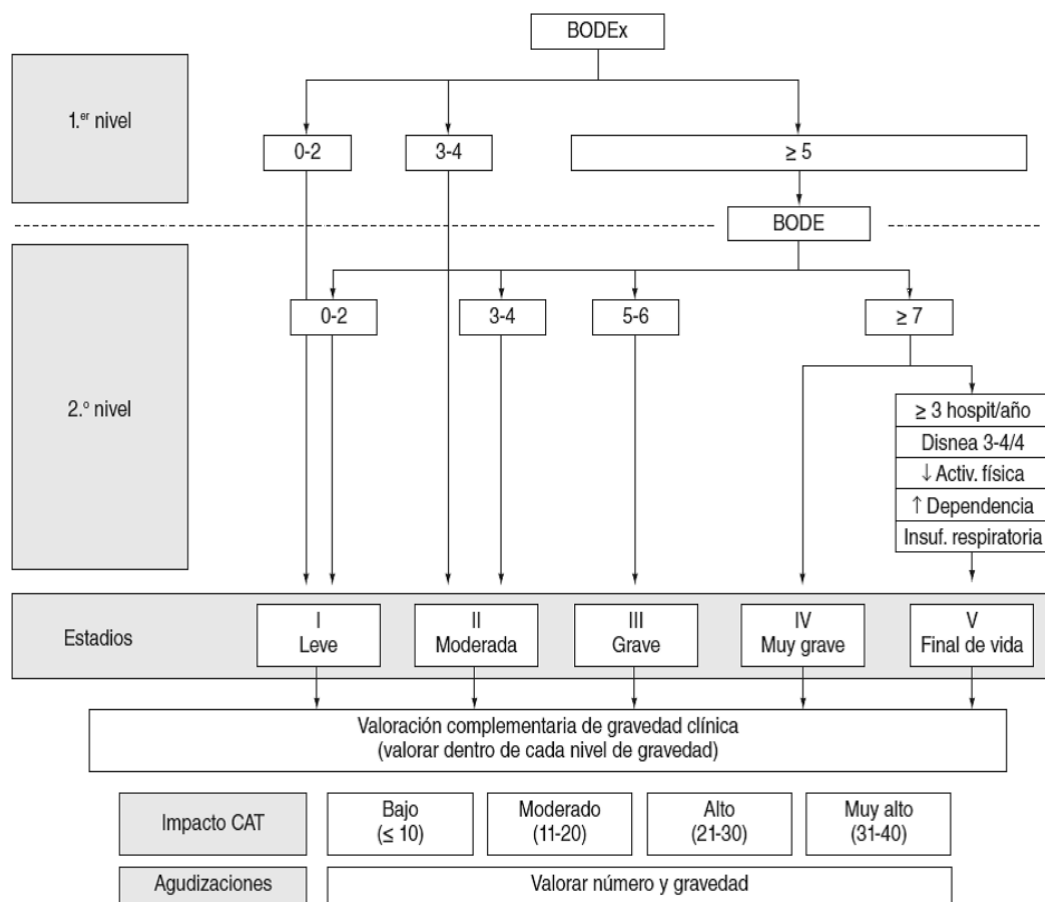 BODEx
1.er nivel
0-2
3-4
≥ 5
BODE
2.º nivel
0-2
3-4
5-6
≥ 7
≥ 3 hospit/año
Disnea 3-4/4
↓ Activ. física
↑ Dependencia
Insuf. respiratoria
Estadios
I
Leve
II
Moderada
III
Grave
IV
Muy grave
V
Final de vida
Valoración complementaria de gravedad clínica
(valorar dentro de cada nivel de gravedad)
Impacto CAT
Bajo
(≤ 10)
Moderado
(11-20)
Alto
(21-30)
Muy alto
(31-40)
Agudizaciones
Valorar número y gravedad